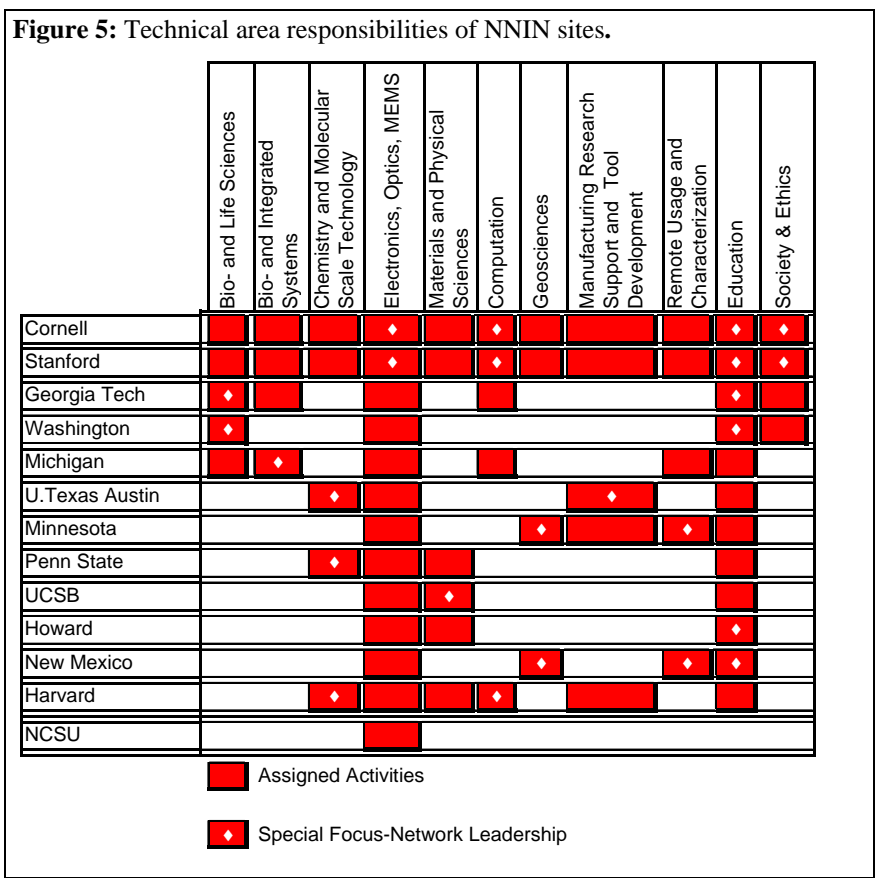 Figure 5: Technical area responsibilities of NNIN sites.
Bio- and Life Sciences
Bio- and Integrated
Systems
Chemistry and Molecular
Scale Technology
Electronics, Optics, MEMS
Materials and Physical
Sciences
Computation
Geosciences
Manufacturing Research
Support and Tool
Development
Remote Usage and
Characterization
Education
Society & Ethics
Cornell
Stanford
Georgia Tech
Washington
Michigan
U.Texas Austin
Minnesota
Penn State
UCSB
Howard
New Mexico
Harvard
NCSU
Assigned Activities
Special Focus-Network Leadership